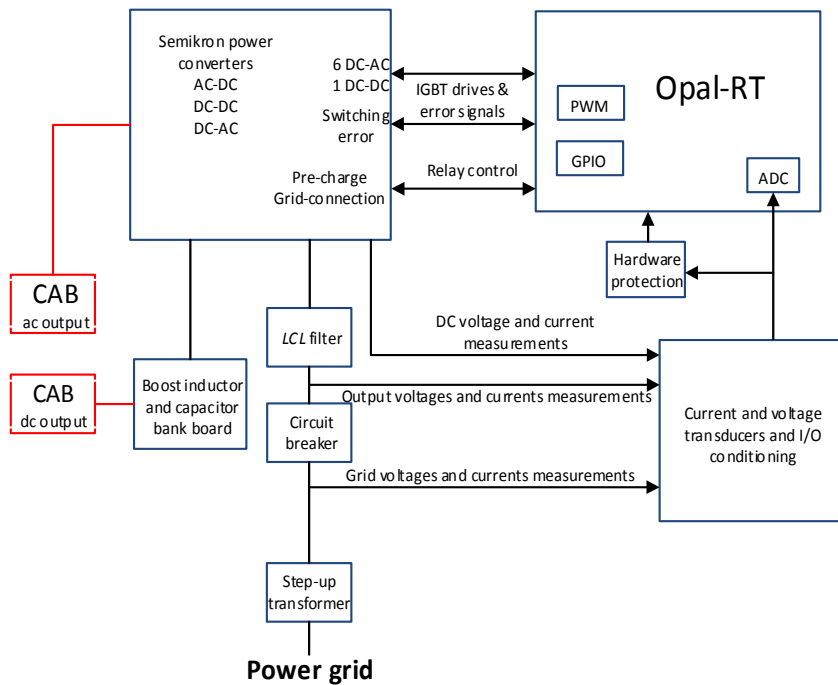 Semikron power
converters
AC-DC
DC-DC
DC-AC
6 DC-AC
1 DC-DC
Switching
error
Pre-charge
Grid-connection
IGBT drives &
error signals
Relay control
Opal-RT
PWM
GPIO
ADC
Hardware
protection
CAB
ac output
CAB
dc output
Boost inductor
and capacitor
bank board
LCL filter
Circuit
breaker
DC voltage and current
measurements
Output voltages and currents measurements
Grid voltages and currents measurements
Current and voltage
transducers and I/O
conditioning
Step-up
transformer
Power grid